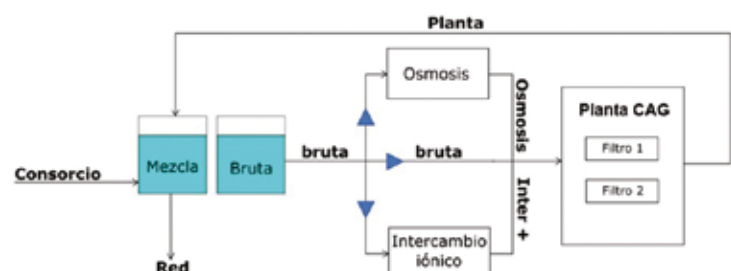 Planta
Osmosis
Planta CAG
Filtro 1
Filtro 2
Mezcla
Bruta
bruta
bruta
Osmosis
Inter +
Consorcio
Intercambio
iónico
Red